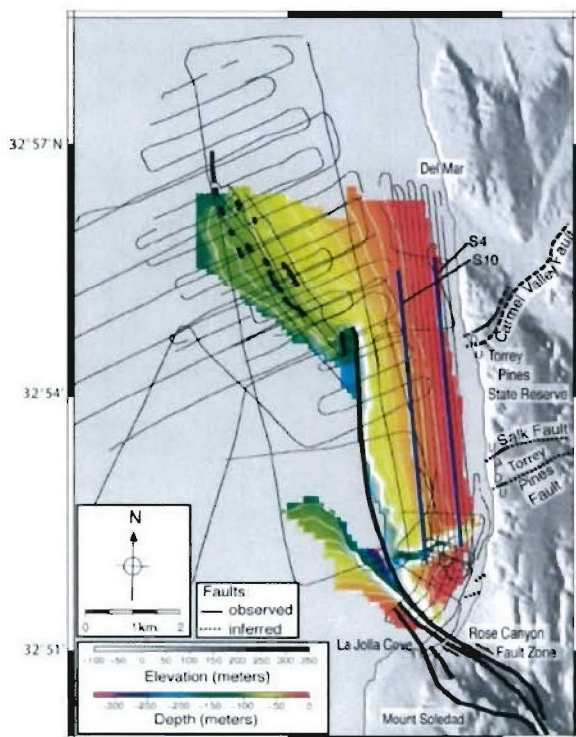 Del Mar
32°57'N
S4
S10
Carmel Valley Fault
Torrey
Pines
State Reserve
32°54'
Salk Fault
Torrey
Pines
Fault
U
U
U
N
0 1km 2
Faults:
observed
inferred
32°51'
La Jolla Cove
Rose Canyon
Fault Zone
Mount Soledad
-100 -50 0 50 100 150 200 250 350
Elevation (meters)
-300 -250 -200 -150 -100 -50 0
Depth (meters)